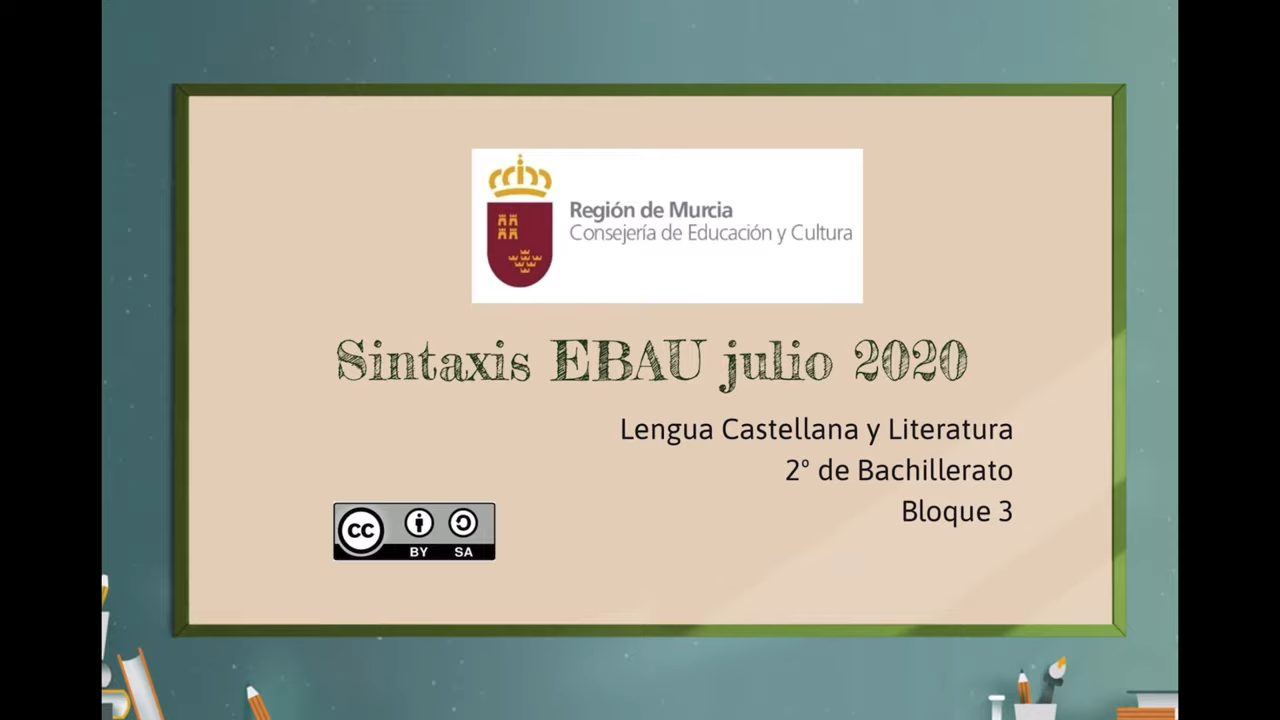 Región de Murcia
Consejería de Educación y Cultura
Sintaxis EBAU julio 2020
Lengua Castellana y Literatura
2º de Bachillerato
Bloque 3
cc
BY SA